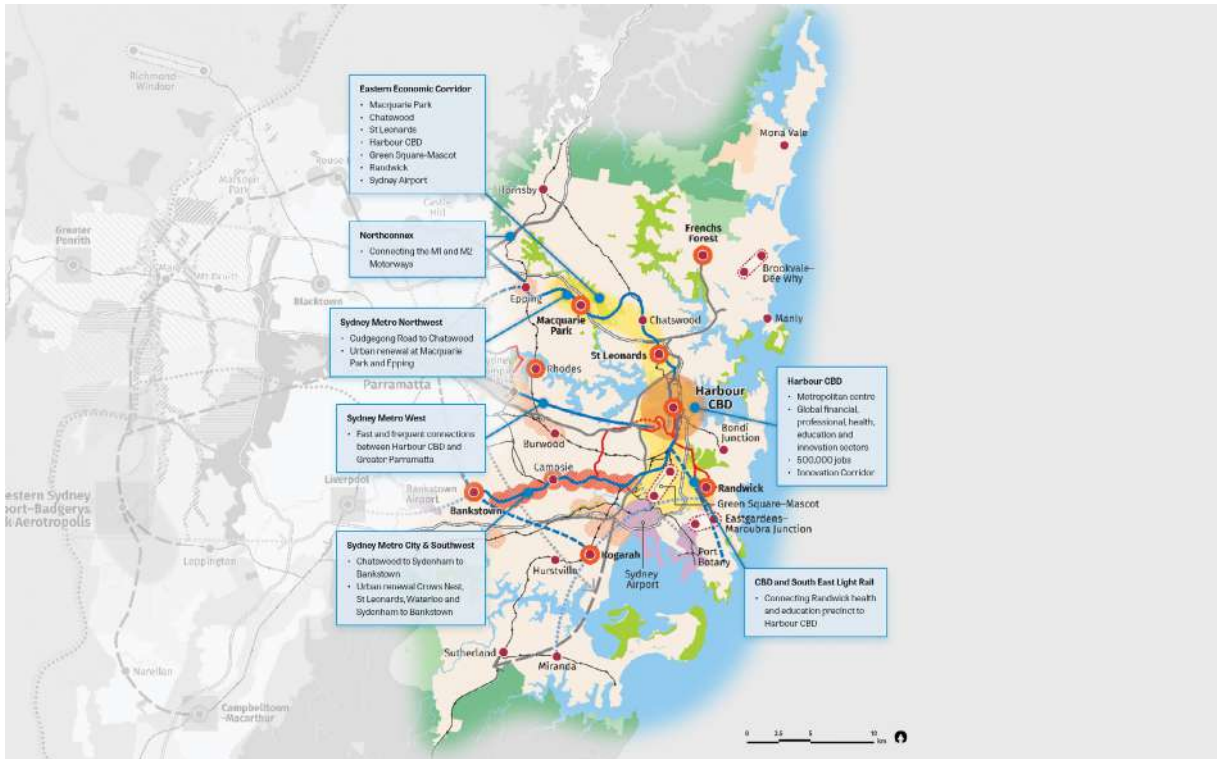 Richmond
Windsor
Marsden
Park
Castle
Hill
Greater
Penrith
Mt Druitt
Blacktown
Parramatta
Liverpool
Bankstown
Airport
Leppington
Narellan
Campbelltown
-Macarthur
Eastern Economic Corridor
• Macquarie Park
• Chatswood
• St Leonards
• Harbour CBD
• Green Square-Mascot
• Randwick
• Sydney Airport
Northconnex
• Connecting the M1 and M2
Motorways
Sydney Metro Northwest
• Cudgegong Road to Chatswood
• Urban renewal at Macquarie
Park and Epping
Sydney Metro West
• Fast and frequent connections
between Harbour CBD and
Greater Parramatta
Sydney Metro City & Southwest
• Chatswood to Sydenham to
Bankstown
• Urban renewal Crows Nest,
St Leonards, Waterloo and
Sydenham to Bankstown
Harbour CBD
• Metropolitan centre
• Global financial,
professional, health,
education and
innovation sectors
• 500,000 jobs
• Innovation Corridor
CBD and South East Light Rail
• Connecting Randwick health
and education precinct to
Harbour CBD
Mona Vale
Hornsby
Frenchs
Forest
Brookvale-
Dee Why
Epping
Macquarie
Park
Chatswood
Manly
St Leonards
Rhodes
Harbour
CBD
Bondi
Junction
Burwood
Campsie
Bankstown
Randwick
Green Square-Mascot
Eastgardens-
Maroubra Junction
Kogarah
Port
Botany
Hurstville
Sydney
Airport
Sutherland
Miranda
estern Sydney
port-Badgery
k Aerotropolis
0 2.5 5 10
km